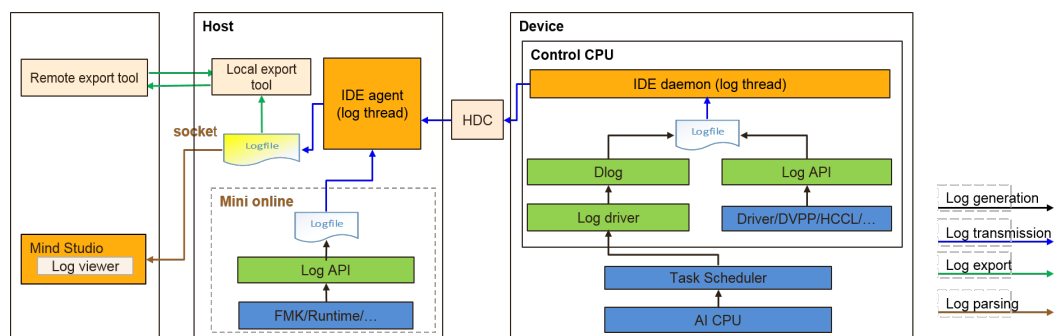 Host
Device
Control CPU
Remote export tool
Local export
tool
IDE agent
(log thread)
HDC
IDE daemon (log thread)
socket
Logfile
Logfile
Dlog
Log API
Mini online
Logfile
Log driver
Driver/DVPP/HCCL/…
Mind Studio
Log viewer
Log API
Task Scheduler
FMK/Runtime/…
AI CPU
Log generation
Log transmission
Log export
Log parsing